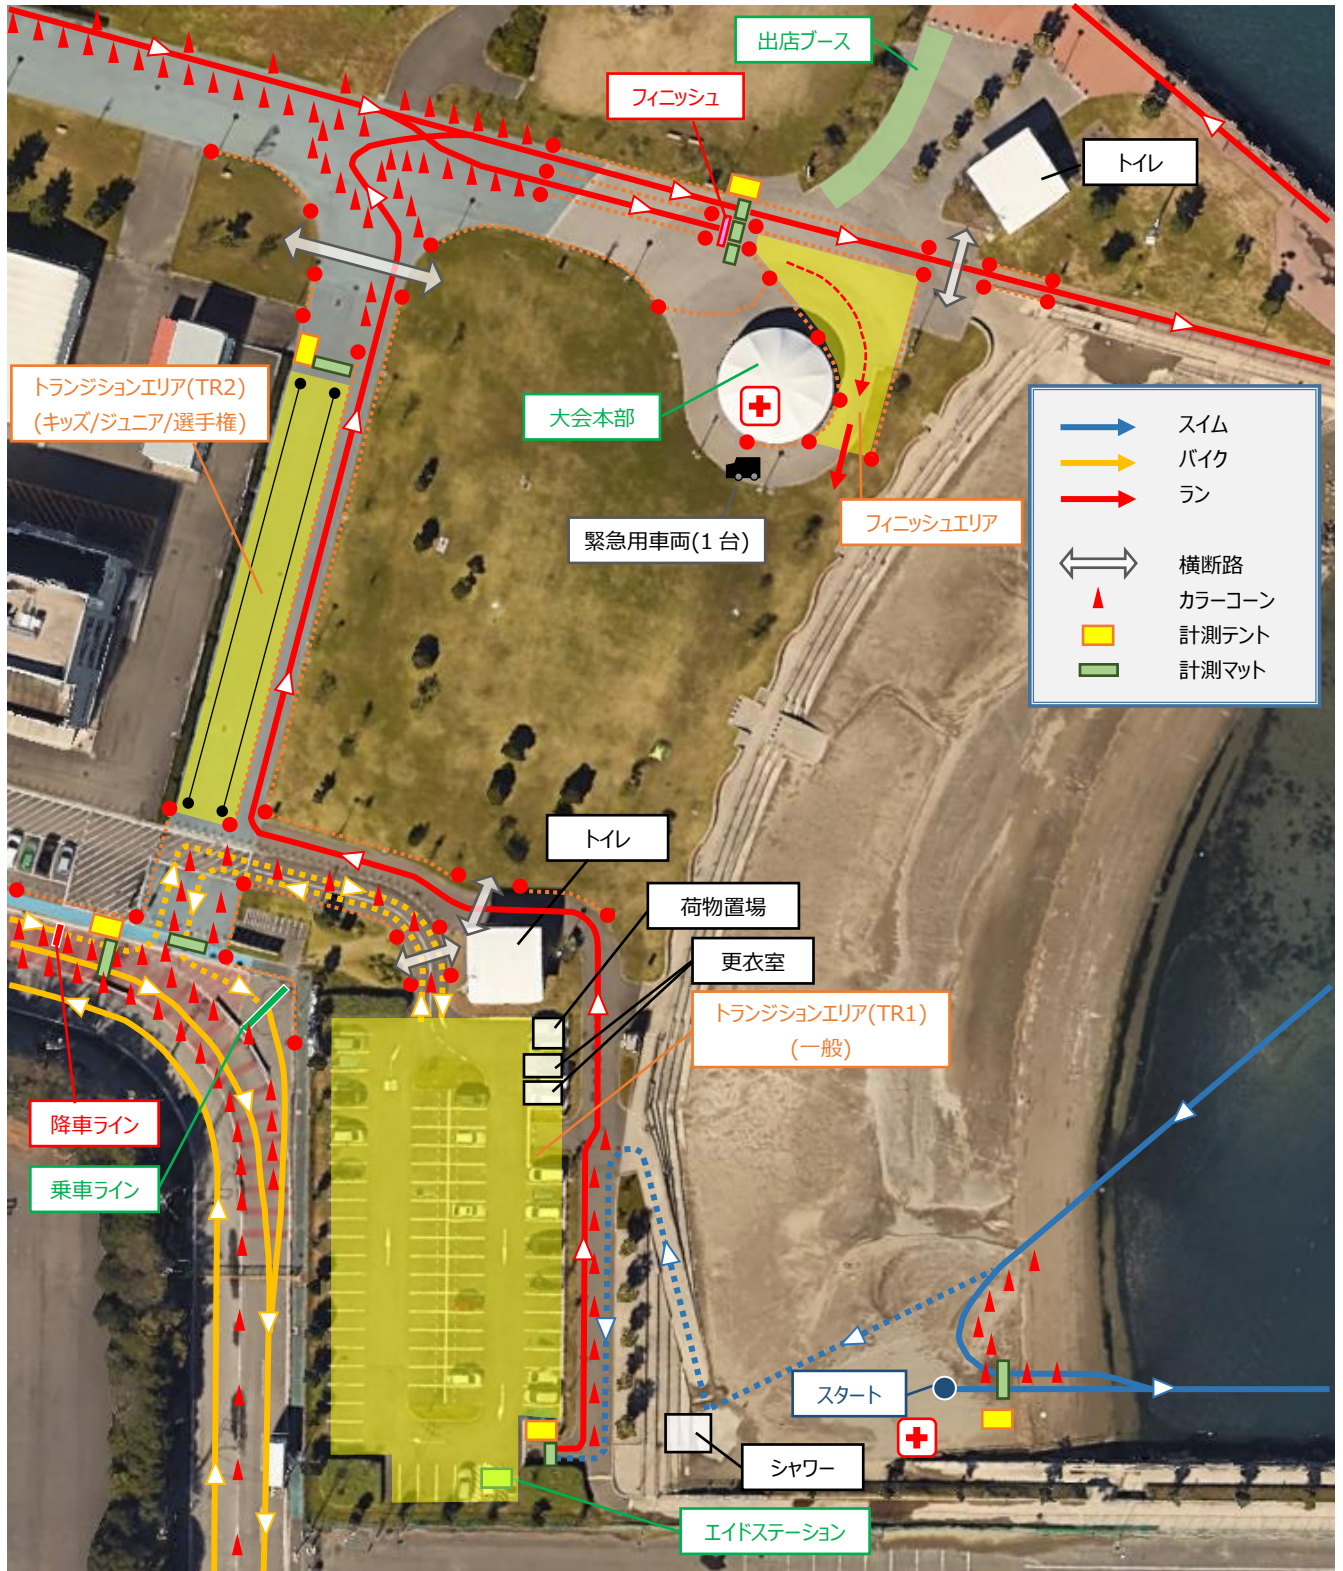 出店ブース
フィニッシュ
トイレ
トランジションエリア(TR2)
(キッズ/ジュニア/選手権)
大会本部
緊急用車両(1台)
フィニッシュエリア
スイム
バイク
ラン
横断路
カラーコーン
計測テント
計測マット
トイレ
荷物置場
更衣室
トランジションエリア(TR1)
(一般)
降車ライン
乗車ライン
スタート
シャワー
エイドステーション